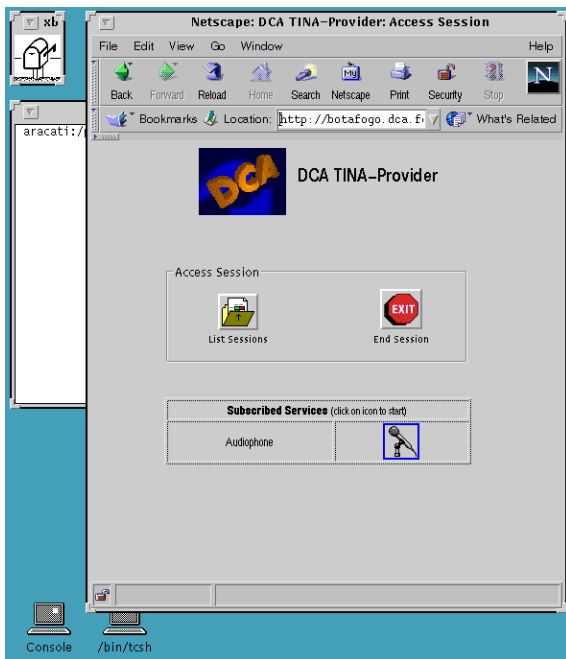 xb
Netscape: DCA TINA-Provider: Access Session
File Edit View Go Window Help
Back Forward Reload Home Search Netscape Print Security Stop
My
N
Bookmarks Location: http://botafogo.dca.f What's Related
aracati:/
DCA
DCA TINA-Provider
Access Session
EXIT
List Sessions End Session
Subscribed Services (click on icon to start)
Audiophone
Console /bin/tcsh